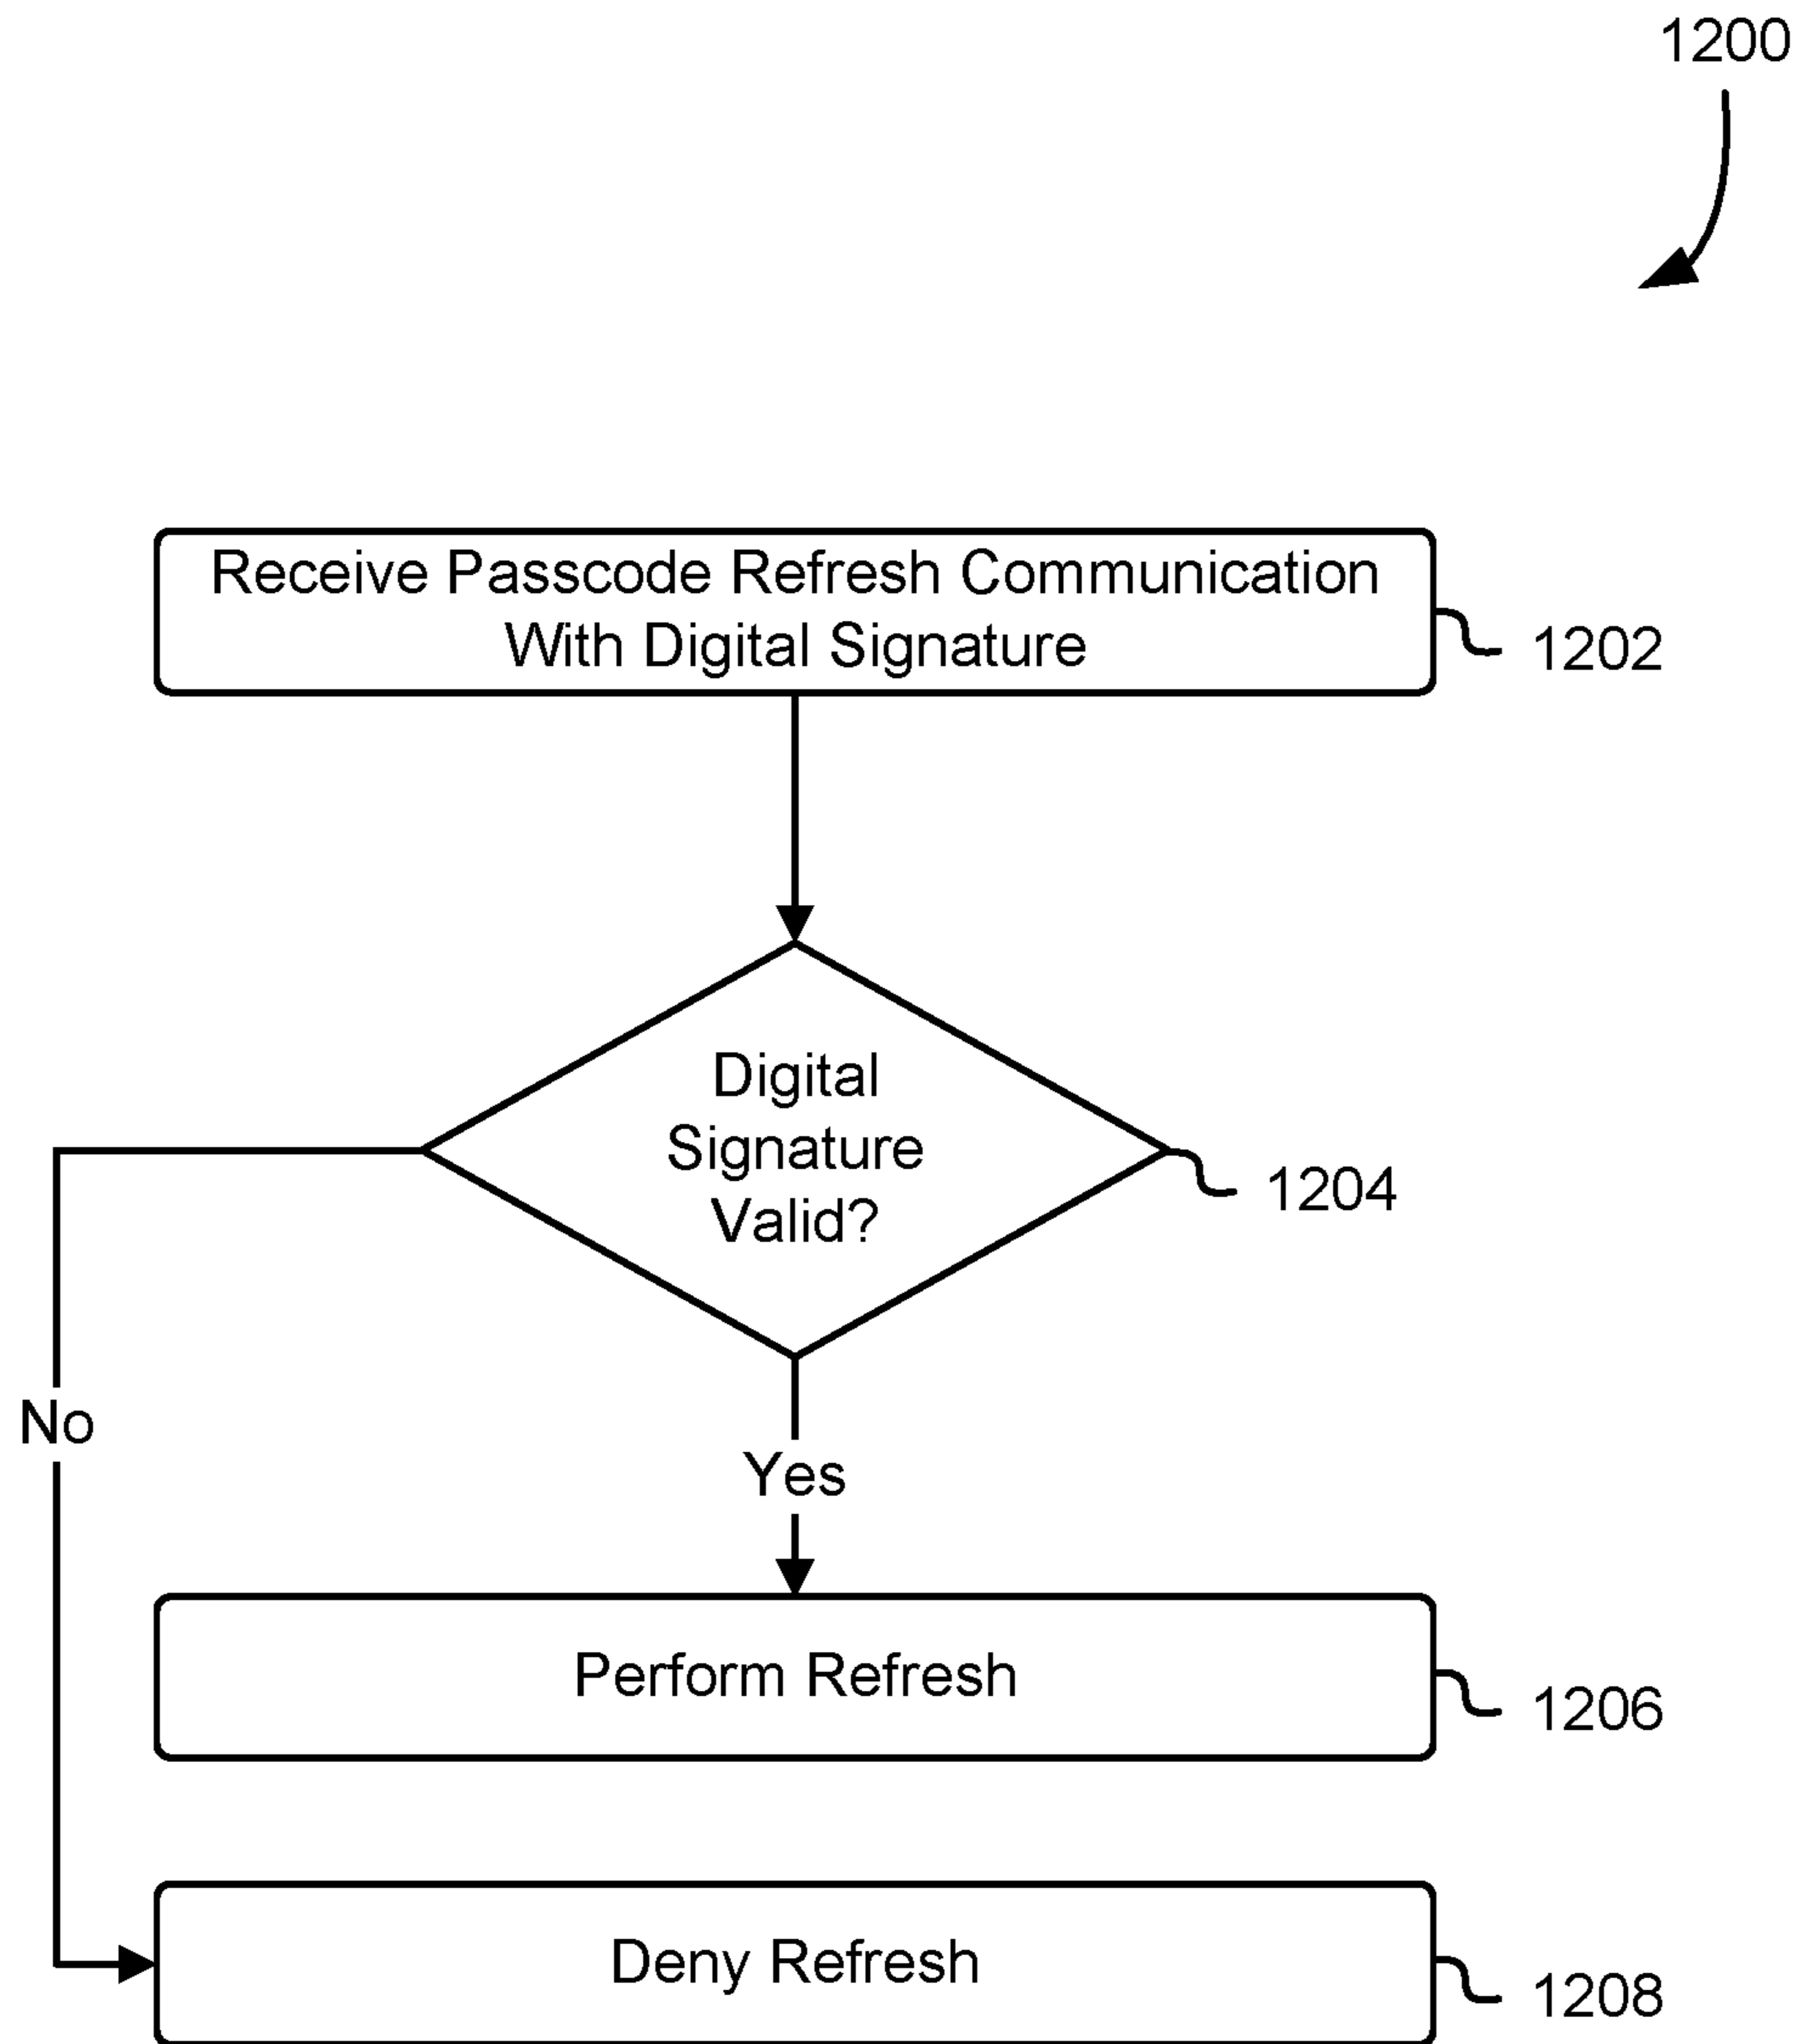 1200
Receive Passcode Refresh Communication
With Digital Signature
1202
Digital
Signature
Valid?
1204
No
Yes
Perform Refresh
1206
Deny Refresh
1208